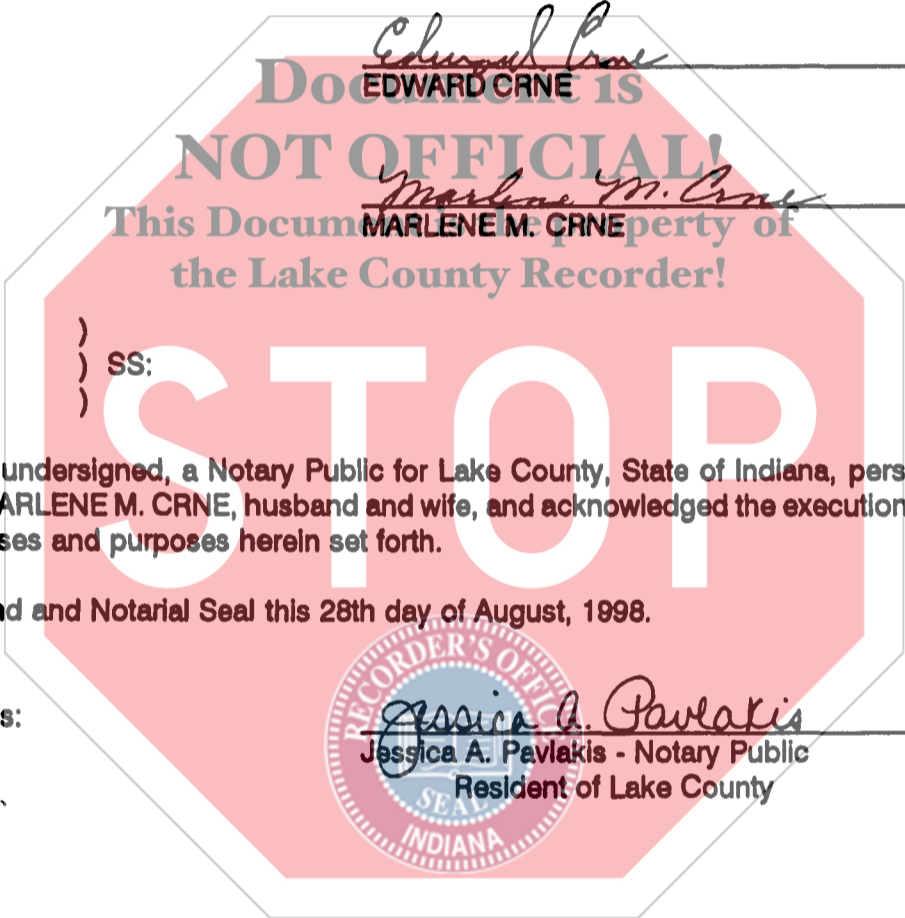 Edward Crne
Document is
EDWARD CRNE
NOT OFFICIAL!
Marlene M. Crne
This Document is the property of
MARLENE M. CRNE
the Lake County Recorder!
)
) SS:
)
STOP
undersigned, a Notary Public for Lake County, State of Indiana, pers
ARLENE M. CRNE, husband and wife, and acknowledged the execution
ses and purposes herein set forth.
d and Notarial Seal this 28th day of August, 1998.
RECORDER'S OFFICE
s:
Jessica A. Pavlakis
Jessica A. Pavlakis - Notary Public
Resident of Lake County
SEAL
INDIANA